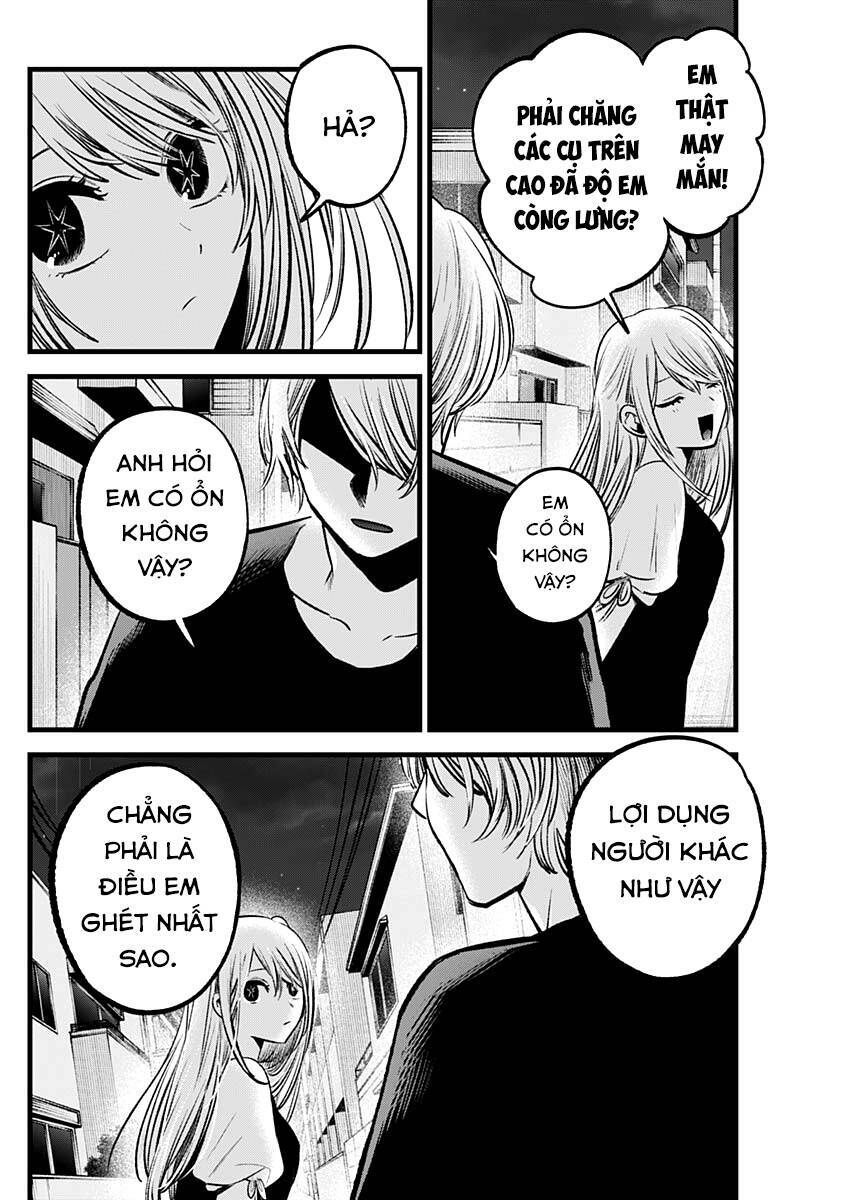 EM
THẬT
MAY
MẮN!
PHẢI CHĂNG
CÁC CỤ TRÊN
CAO ĐÃ ĐỘ EM
CÒNG LƯNG?
EM
CÓ ỔN
KHÔNG
VẬY?
HẢ?
ANH HỎI
EM CÓ ỔN
KHÔNG
VẬY?
LỢI DỤNG
NGƯỜI KHÁC
NHƯ VẬY
CHẲNG
PHẢI LÀ
ĐIỀU EM
GHÉT NHẤT
SAO.